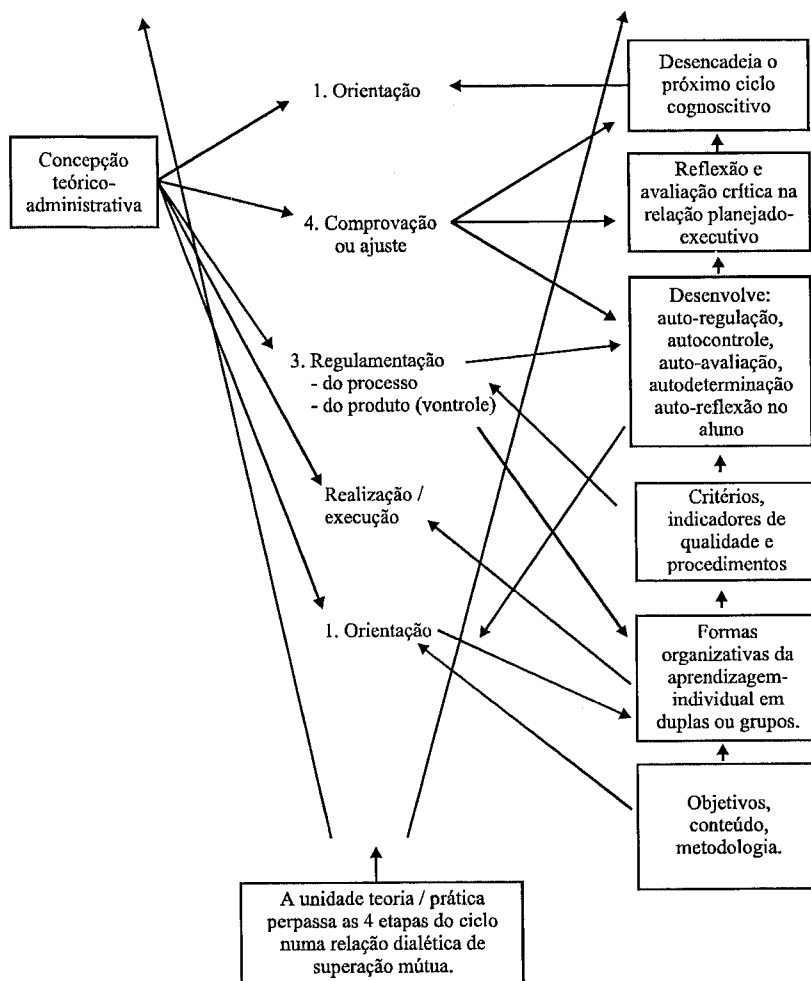 Desencadeia o
próximo ciclo
cognoscitivo
1. Orientação
Concepção
teórico-
administrativa
Reflexão e
avaliação crítica na
relação planejado-
executivo
4. Comprovação
ou ajuste
Desenvolve:
auto-regulação,
autocontrole,
auto-avaliação,
autodeterminação
auto-reflexão no
aluno
3. Regulamentação
- do processo
- do produto (vontrole)
Realização /
execução
Critérios,
indicadores de
qualidade e
procedimentos
1. Orientação
Formas
organizativas da
aprendizagem-
individual em
duplas ou grupos.
Objetivos,
conteúdo,
metodologia.
A unidade teoria / prática
perpassa as 4 etapas do ciclo
numa relação dialética de
superação mútua.